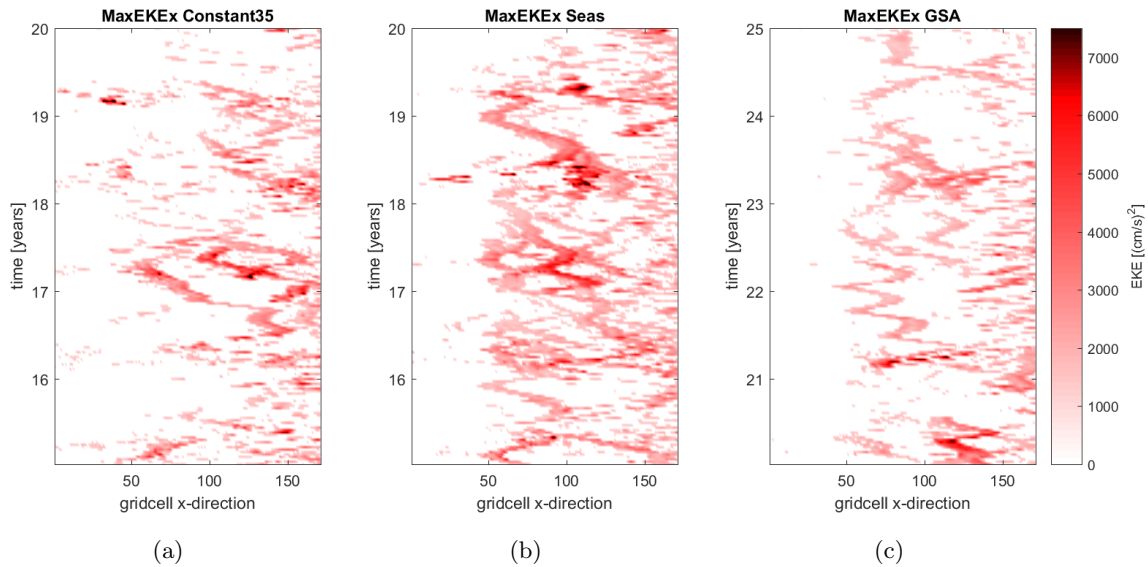 MaxEKEx Constant35
MaxEKEx Seas
MaxEKEx GSA
20
19
18
17
16
time [years]
50
100
150
gridcell x-direction
20
19
18
17
16
time [years]
50
100
150
gridcell x-direction
25
24
23
22
21
time [years]
50
100
150
gridcell x-direction
7000
6000
5000
4000
3000
2000
1000
0
EKE [(cm/s)²]
(a)
(b)
(c)